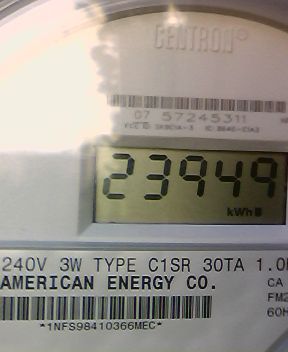 CENTRON®
07 57245311
23949
kWh
240V 3W TYPE C1SR 30TA 1.0
AMERICAN ENERGY CO. CA
FM2
*1NFS98410366MEC* 60H